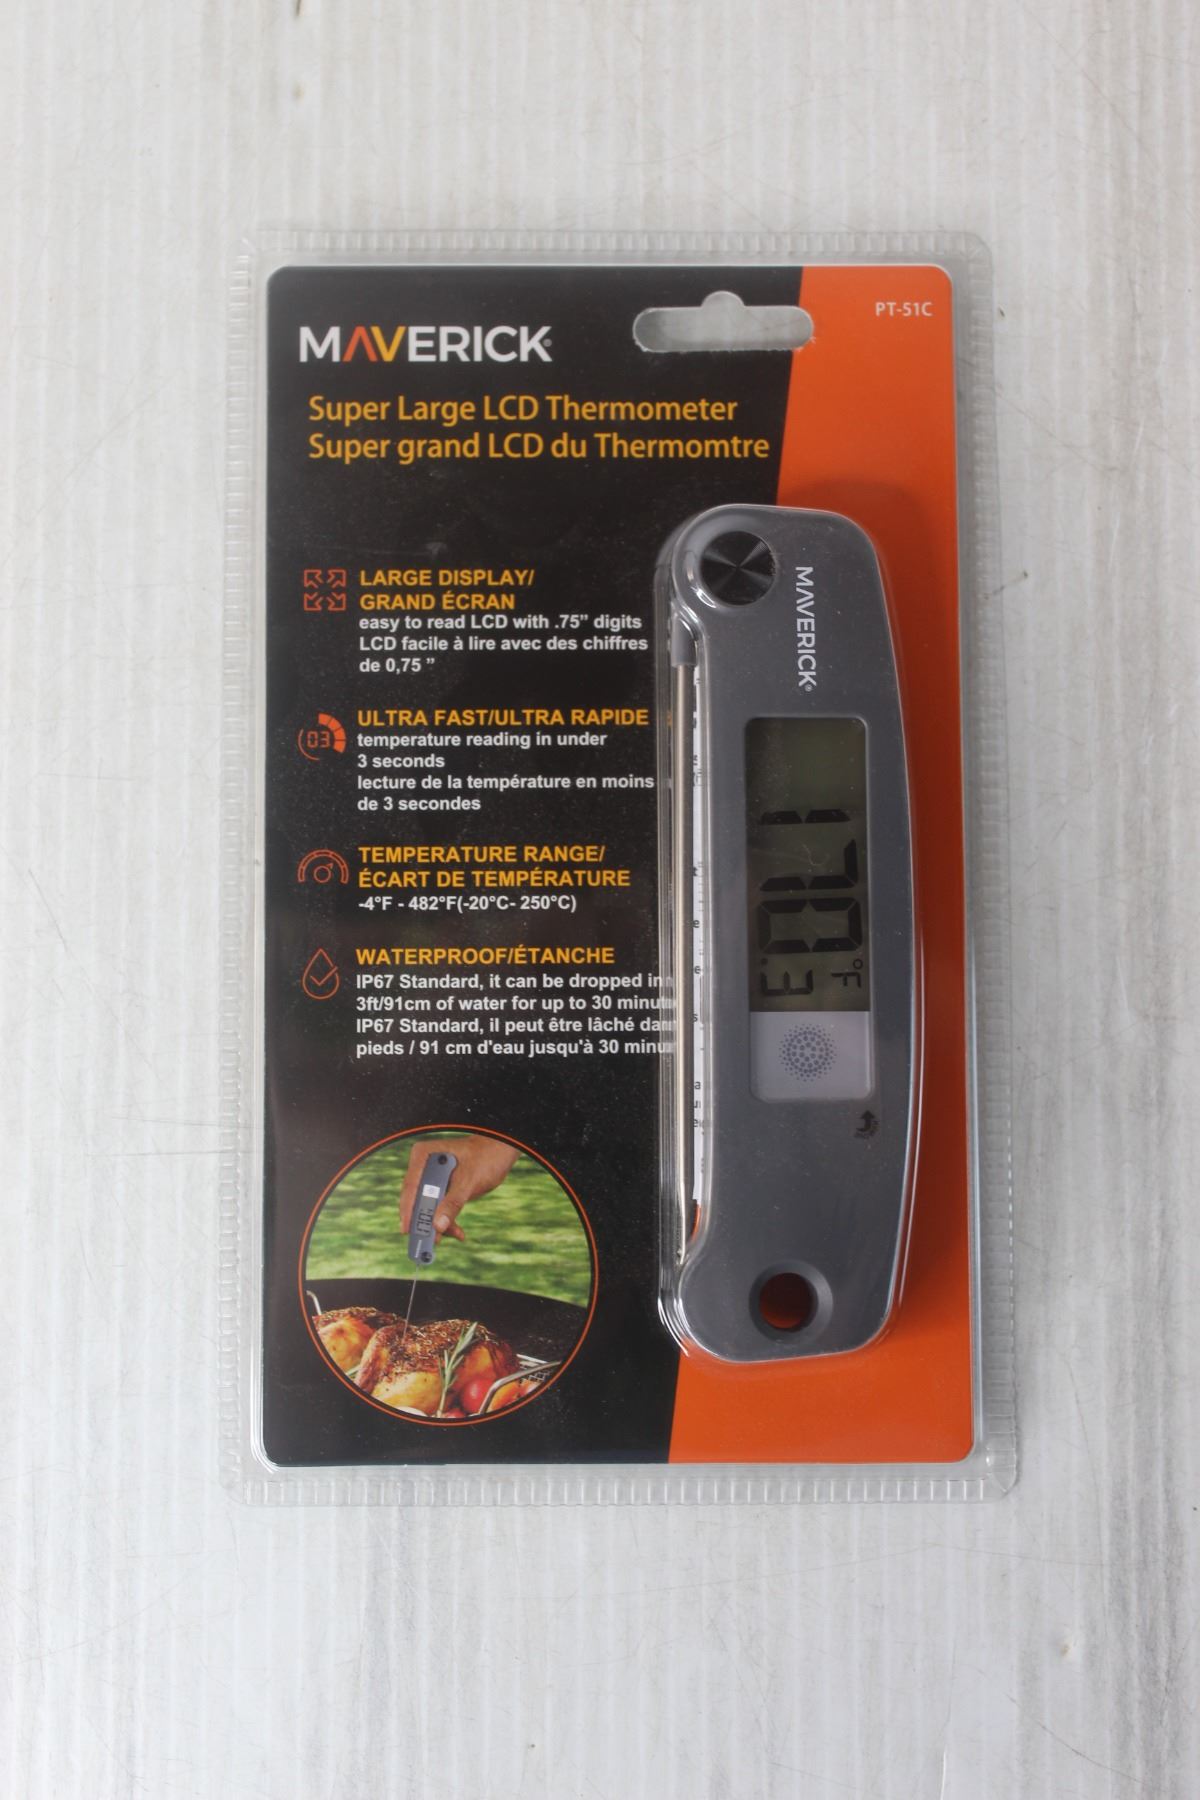 PT-51C
MAVERICK
Super Large LCD Thermometer
Super grand LCD du Thermomtre
LARGE DISPLAY/
GRAND ÉCRAN
easy to read LCD with .75” digits
LCD facile à lire avec des chiffres
de 0,75 ”
03
ULTRA FAST/ULTRA RAPIDE
temperature reading in under
3 seconds
lecture de la température en moins
de 3 secondes
TEMPERATURE RANGE/
ÉCART DE TEMPÉRATURE
-4°F - 482°F(-20°C- 250°C)
WATERPROOF/ÉTANCHE
IP67 Standard, it can be dropped in
3ft/91cm of water for up to 30
IP67 Standard, il peut être lâché
pieds / 91 cm d'eau jusqu'à 30
MAVERICK®
170.3
°F